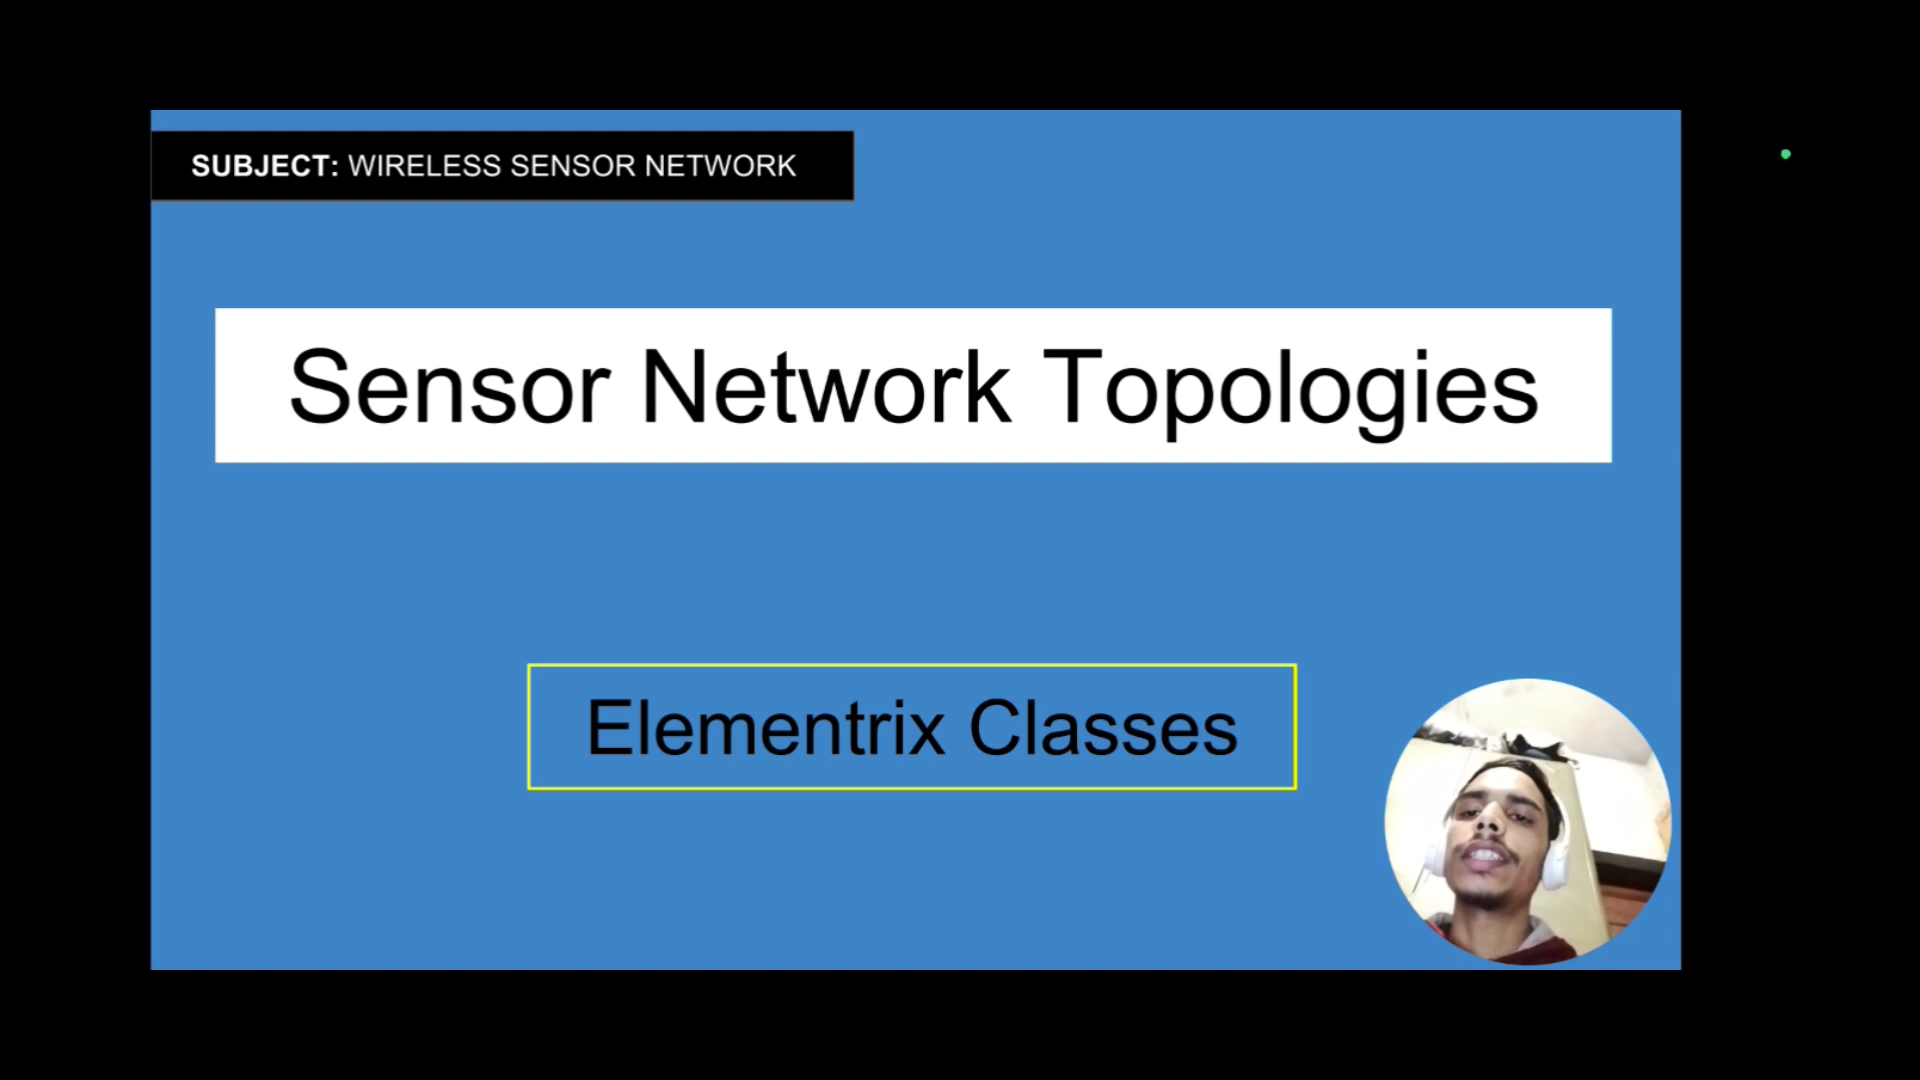 SUBJECT: WIRELESS SENSOR NETWORK
Sensor Network Topologies
Elementrix Classes